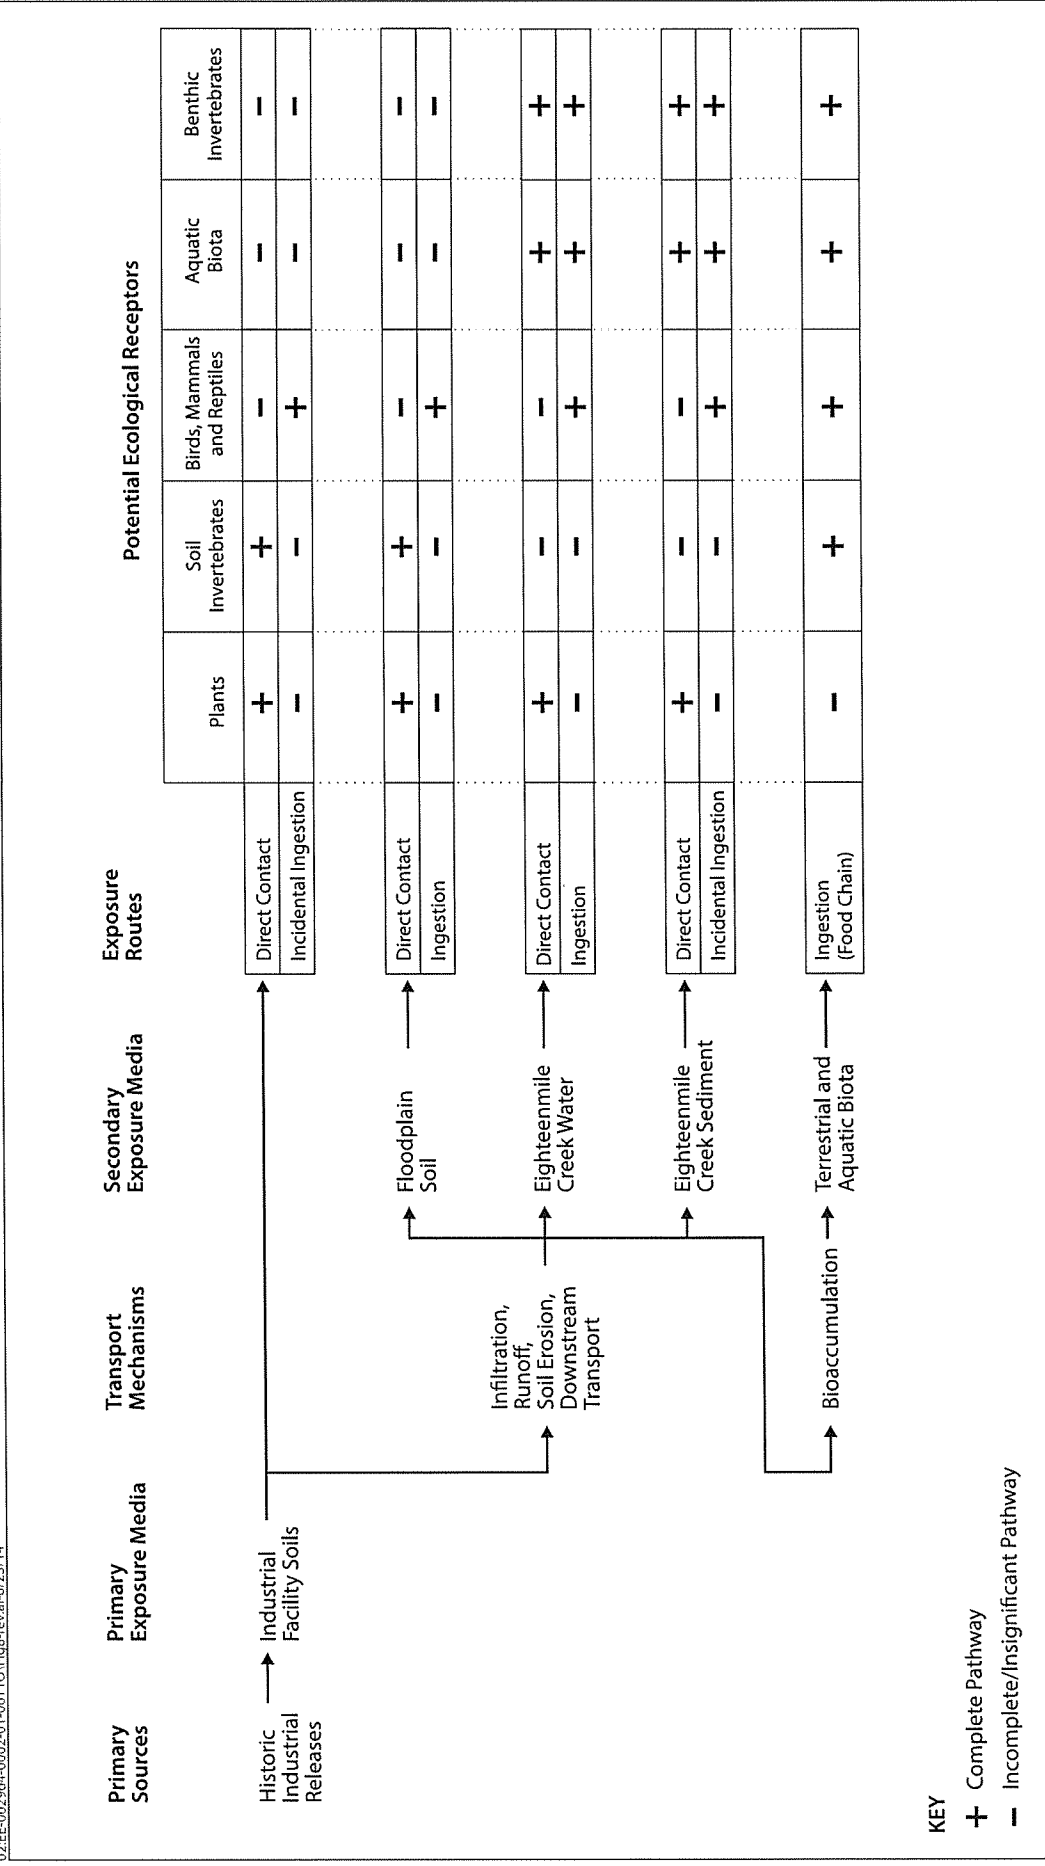 Potential Ecological Receptors
Primary
Sources
Primary
Exposure Media
Transport
Mechanisms
Secondary
Exposure Media
Exposure
Routes
Plants
Soil
Invertebrates
Birds, Mammals
and Reptiles
Aquatic
Biota
Benthic
Invertebrates
Historic
Industrial
Releases
Industrial
Facility Soils
Direct Contact + + − − −
Incidental Ingestion − − + − −
Floodplain
Soil
Direct Contact + + − − −
Ingestion − − + − −
Infiltration,
Runoff,
Soil Erosion,
Downstream
Transport
Eighteenmile
Creek Water
Direct Contact + − − + +
Ingestion − − + + +
Eighteenmile
Creek Sediment
Direct Contact + − − + +
Incidental Ingestion − − + + +
Bioaccumulation
Terrestrial and
Aquatic Biota
Ingestion
(Food Chain)
− + + + +
KEY
+ Complete Pathway
− Incomplete/Insignificant Pathway